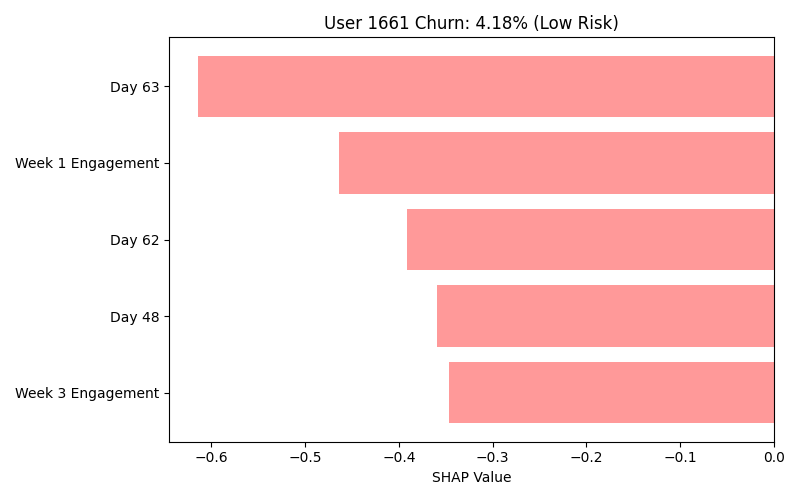 User 1661 Churn: 4.18% (Low Risk)
Day 63
Week 1 Engagement
Day 62
Day 48
Week 3 Engagement
−0.6 −0.5 −0.4 −0.3 −0.2 −0.1 0.0
SHAP Value